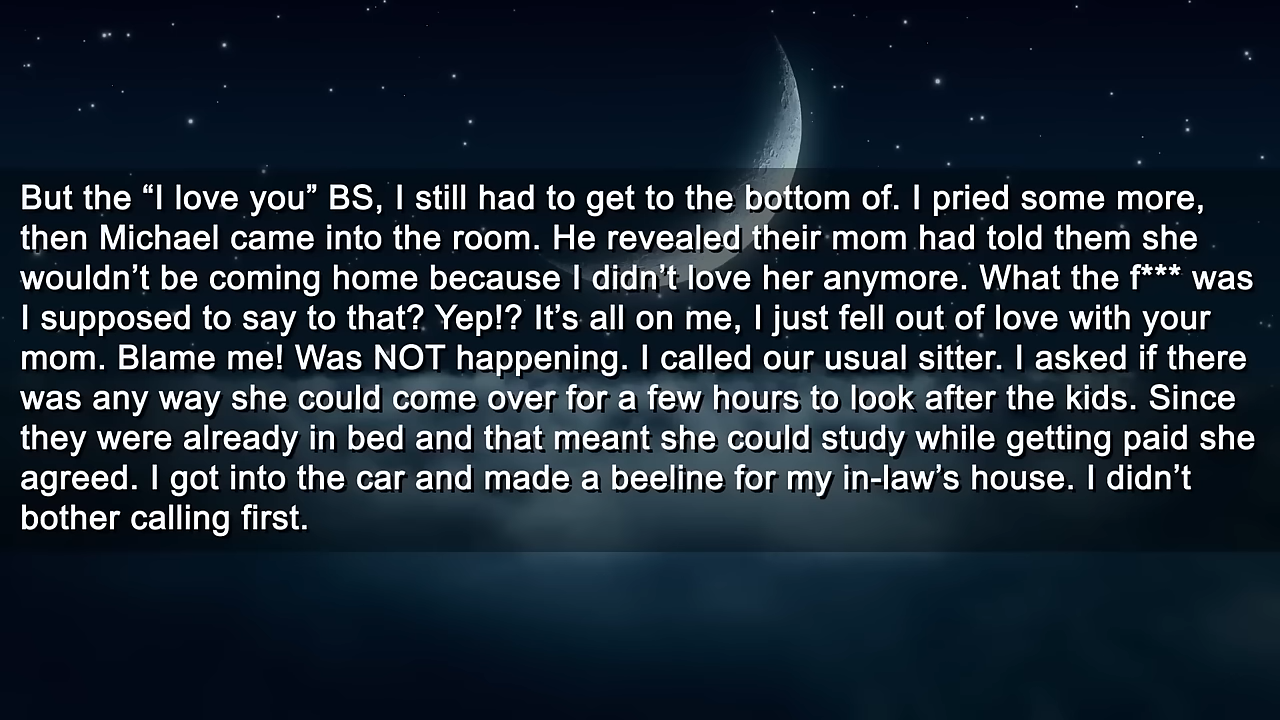 But the “I love you” BS, I still had to get to the bottom of. I pried some more,
then Michael came into the room. He revealed their mom had told them she
wouldn’t be coming home because I didn’t love her anymore. What the f*** was
I supposed to say to that? Yep!? It’s all on me, I just fell out of love with your
mom. Blame me! Was NOT happening. I called our usual sitter. I asked if there
was any way she could come over for a few hours to look after the kids. Since
they were already in bed and that meant she could study while getting paid she
agreed. I got into the car and made a beeline for my in-law’s house. I didn’t
bother calling first.